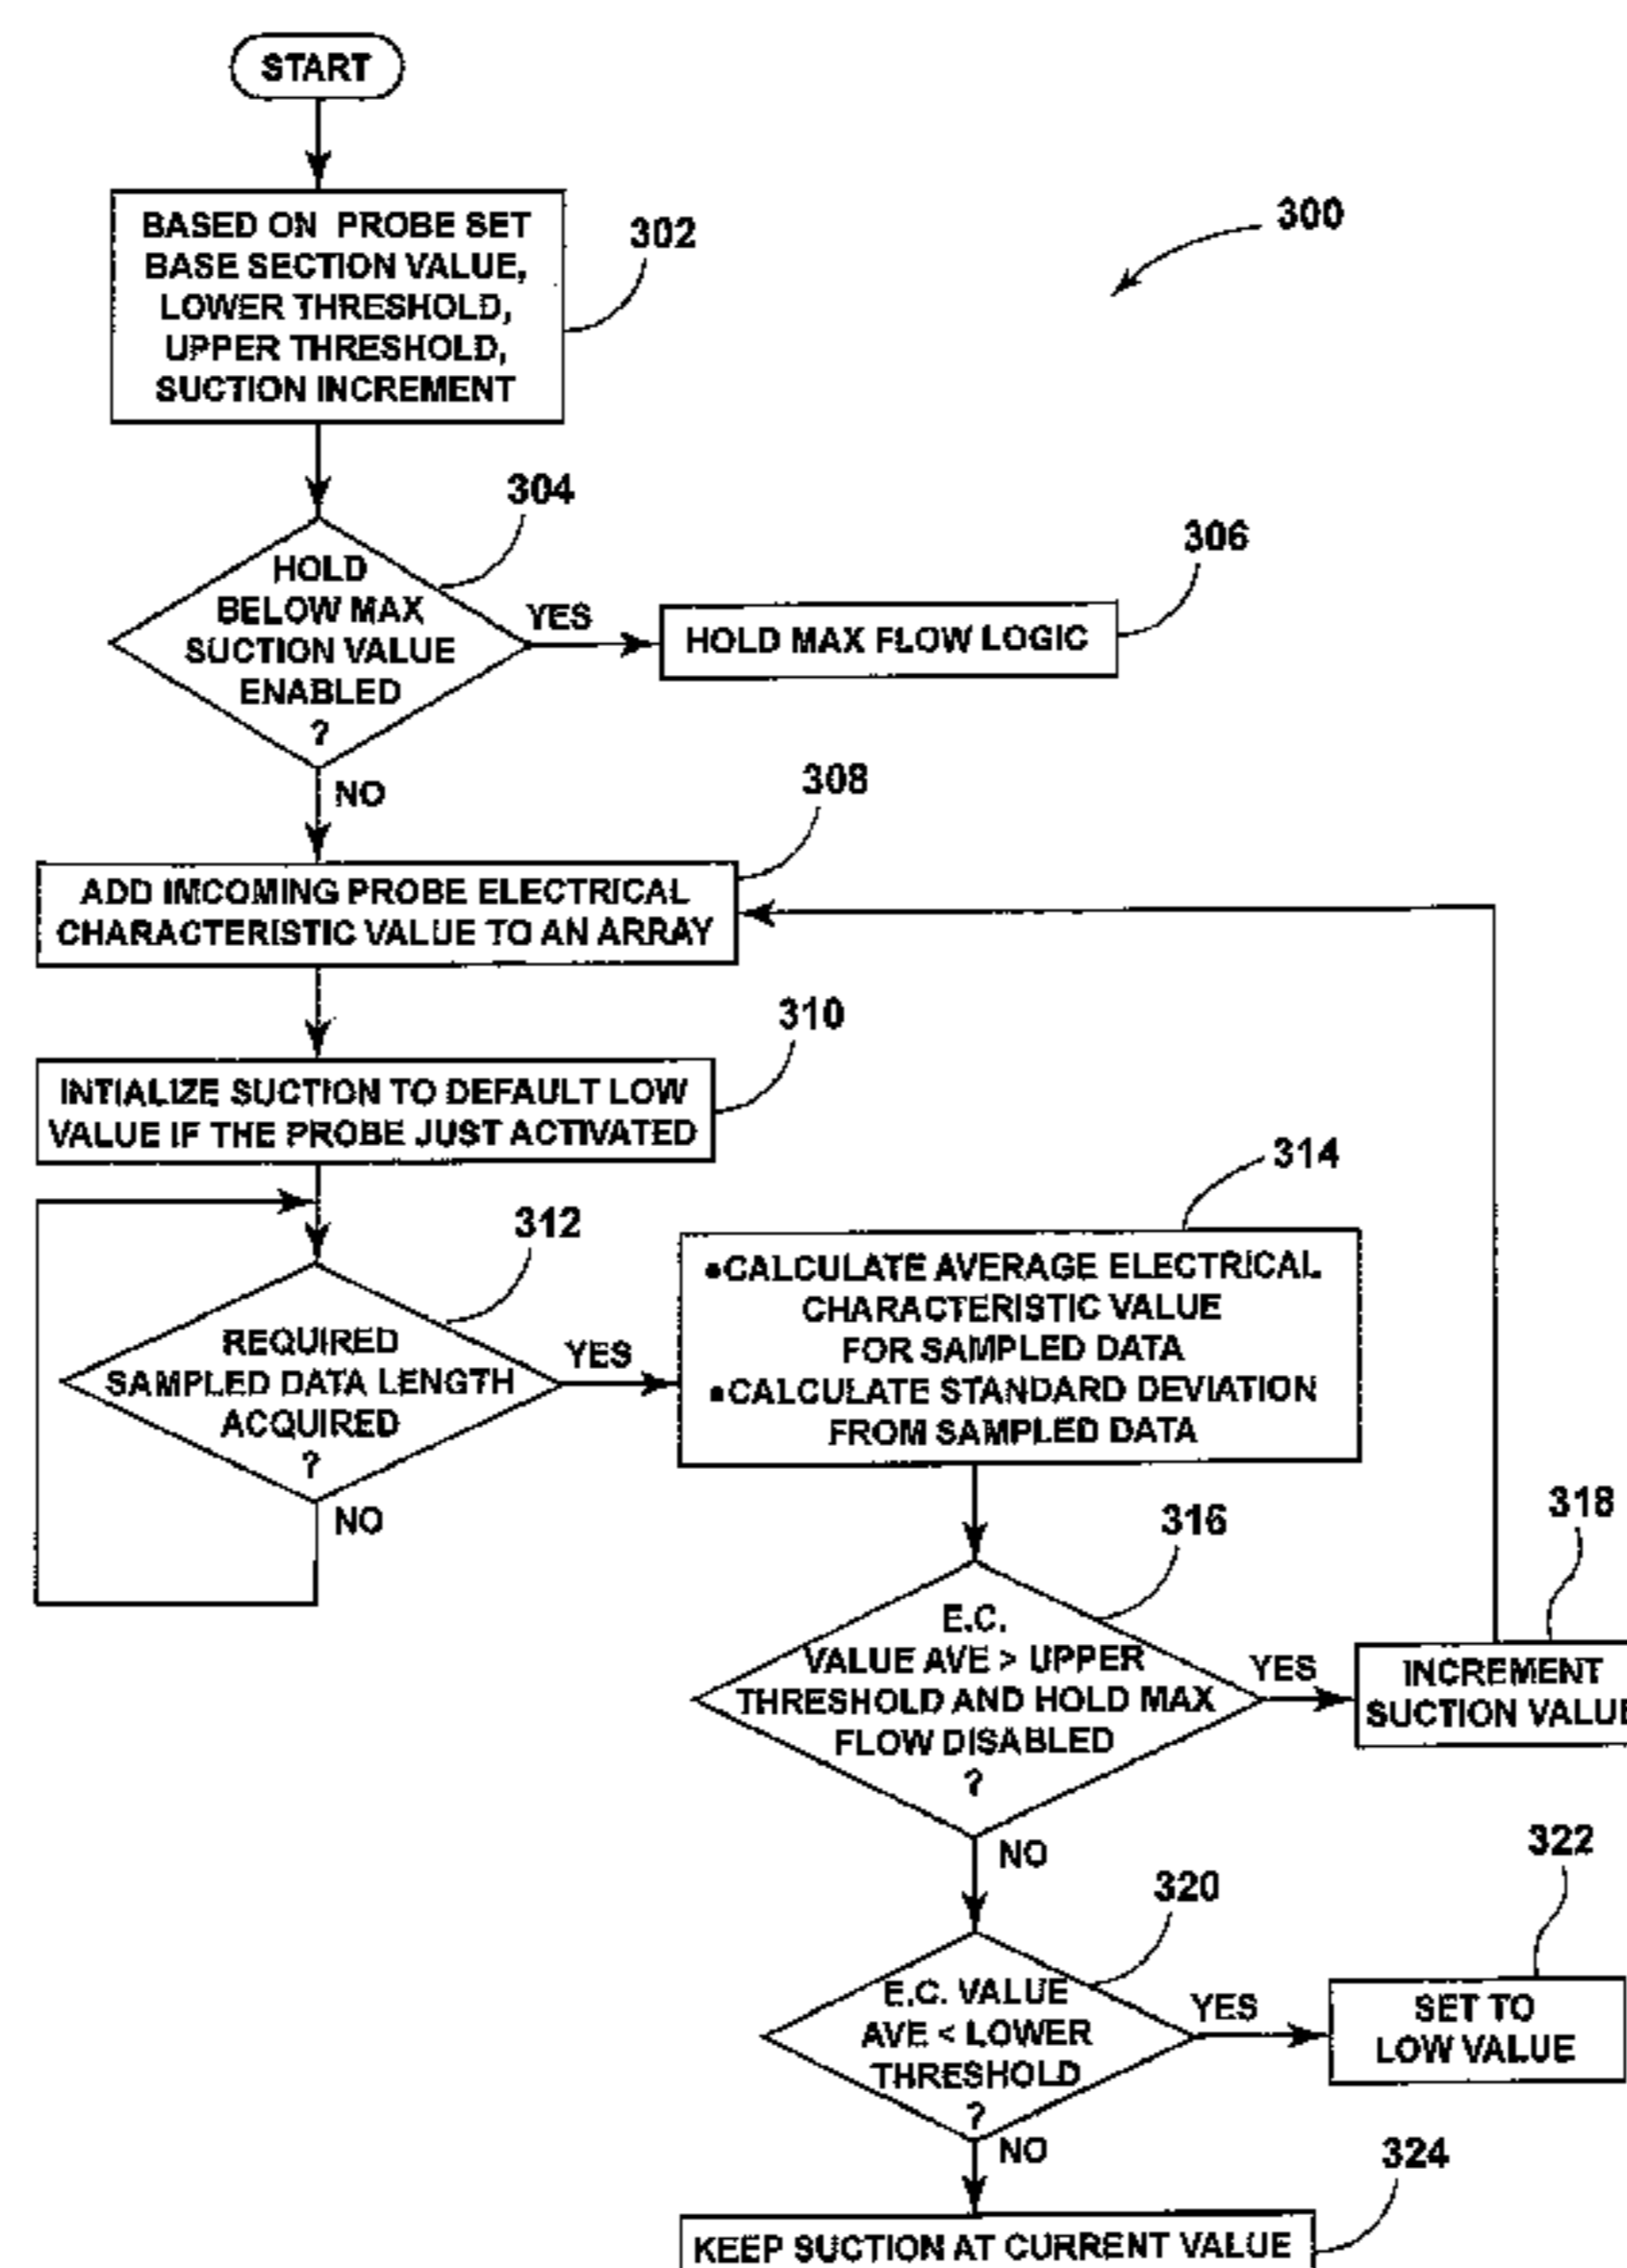 START
BASED ON PROBE SET
BASE SECTION VALUE,
LOWER THRESHOLD,
UPPER THRESHOLD,
SUCTION INCREMENT
302
300
304
HOLD
BELOW MAX
SUCTION VALUE
ENABLED
?
YES
306
HOLD MAX FLOW LOGIC
NO
308
ADD IMCOMING PROBE ELECTRICAL
CHARACTERISTIC VALUE TO AN ARRAY
310
INTIALIZE SUCTION TO DEFAULT LOW
VALUE IF THE PROBE JUST ACTIVATED
312
REQUIRED
SAMPLED DATA LENGTH
ACQUIRED
?
YES
NO
314
•CALCULATE AVERAGE ELECTRICAL
CHARACTERISTIC VALUE
FOR SAMPLED DATA
•CALCULATE STANDARD DEVIATION
FROM SAMPLED DATA
316
E.C.
VALUE AVE > UPPER
THRESHOLD AND HOLD MAX
FLOW DISABLED
?
YES
318
INCREMENT
SUCTION VALUE
NO
320
E.C. VALUE
AVE < LOWER
THRESHOLD
?
YES
322
SET TO
LOW VALUE
NO
324
KEEP SUCTION AT CURRENT VALUE